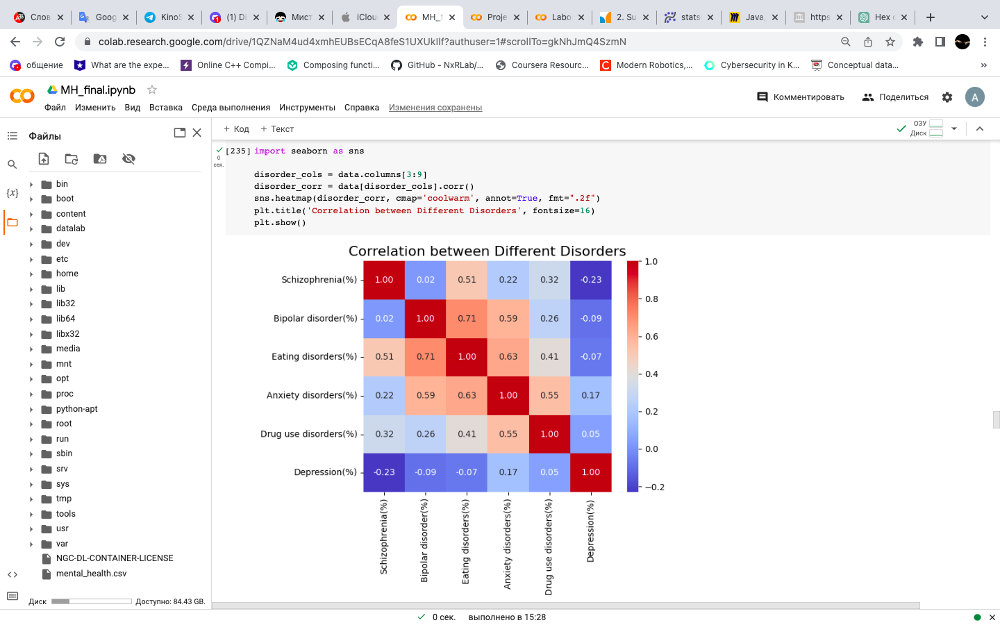 Слов
Goog
KinoS
(1) Di
Мист
iClou
MH_f
Proje
Labo
2. Su
stats
Java,
https
Hex c
colab.research.google.com/drive/1QZNaM4ud4xmhEUBsECqA8feS1UXUkIlf?authuser=1#scrollTo=gkNhJmQ4SzmN
общение
What are the expe...
Online C++ Compi...
Composing functi...
GitHub - NxRLab/...
Coursera Resourc...
Modern Robotics,...
Cybersecurity in K...
Conceptual data...
»
MH_final.ipynb
Файл Изменить Вид Вставка Среда выполнения Инструменты Справка Изменения сохранены
Комментировать
Поделиться
A
Файлы
+ Код + Текст
ОЗУ
Диск
bin
boot
content
datalab
dev
etc
home
lib
lib32
lib64
libx32
media
mnt
opt
proc
python-apt
root
run
sbin
srv
sys
tmp
tools
usr
var
NGC-DL-CONTAINER-LICENSE
mental_health.csv
Диск Доступно: 84.43 GB.
[235] import seaborn as sns
0
сек.
disorder_cols = data.columns[3:9]
disorder_corr = data[disorder_cols].corr()
sns.heatmap(disorder_corr, cmap='coolwarm', annot=True, fmt=".2f")
plt.title('Correlation between Different Disorders', fontsize=16)
plt.show()
Correlation between Different Disorders
Schizophrenia(%) 1.00 0.02 0.51 0.22 0.32 -0.23
Bipolar disorder(%) 0.02 1.00 0.71 0.59 0.26 -0.09
Eating disorders(%) 0.51 0.71 1.00 0.63 0.41 -0.07
Anxiety disorders(%) 0.22 0.59 0.63 1.00 0.55 0.17
Drug use disorders(%) 0.32 0.26 0.41 0.55 1.00 0.05
Depression(%) -0.23 -0.09 -0.07 0.17 0.05 1.00
Schizophrenia(%)
Bipolar disorder(%)
Eating disorders(%)
Anxiety disorders(%)
Drug use disorders(%)
Depression(%)
1.0
0.8
0.6
0.4
0.2
0.0
−0.2
0 сек. выполнено в 15:28